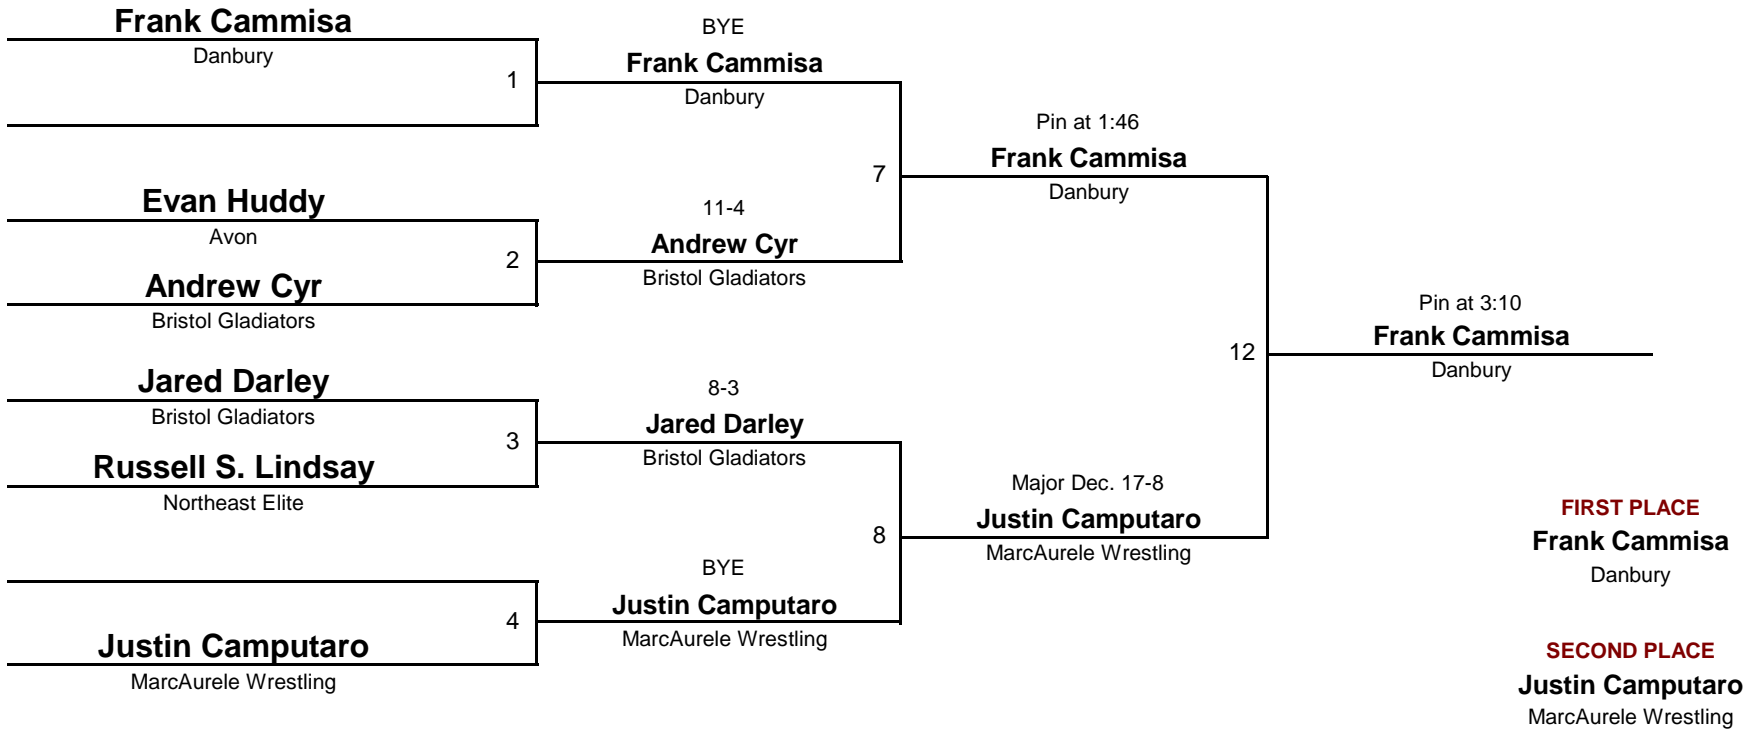 Frank Cammisa
Danbury
1
Evan Huddy
Avon
2
Andrew Cyr
Bristol Gladiators
Jared Darley
Bristol Gladiators
3
Russell S. Lindsay
Northeast Elite
4
Justin Camputaro
MarcAurele Wrestling
BYE
Frank Cammisa
Danbury
7
11-4
Andrew Cyr
Bristol Gladiators
8-3
Jared Darley
Bristol Gladiators
8
BYE
Justin Camputaro
MarcAurele Wrestling
Pin at 1:46
Frank Cammisa
Danbury
12
Major Dec. 17-8
Justin Camputaro
MarcAurele Wrestling
Pin at 3:10
Frank Cammisa
Danbury
FIRST PLACE
Frank Cammisa
Danbury
SECOND PLACE
Justin Camputaro
MarcAurele Wrestling